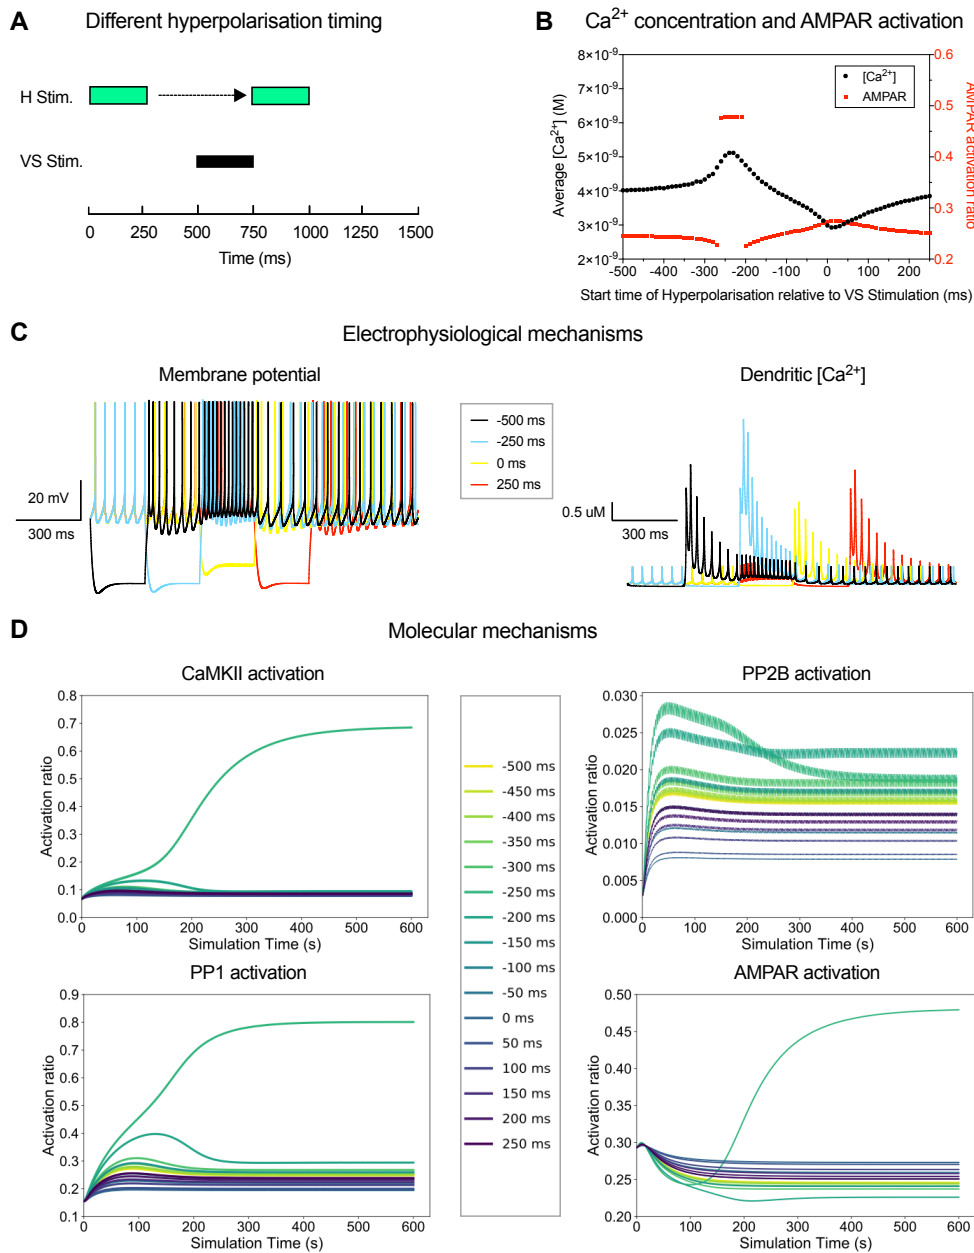 A Different hyperpolarisation timing
H Stim.
VS Stim.
0 250 500 750 1000 1500
Time (ms)
B Ca²⁺ concentration and AMPAR activation
8×10⁻⁹
7×10⁻⁹
6×10⁻⁹
5×10⁻⁹
4×10⁻⁹
3×10⁻⁹
2×10⁻⁹
Average [Ca²⁺] (M)
[Ca²⁺]
AMPAR
0.6
0.5
0.4
0.3
0.2
AMPAR activation ratio
-500 -400 -300 -200 -100 0 100 200
Start time of Hyperpolarisation relative to VS Stimulation (ms)
C Electrophysiological mechanisms
Membrane potential
20 mV
300 ms
-500 ms
-250 ms
0 ms
250 ms
Dendritic [Ca²⁺]
0.5 uM
300 ms
D Molecular mechanisms
CaMKII activation
0.8
0.7
0.6
0.5
0.4
0.3
0.2
0.1
0.0
Activation ratio
0 100 200 300 400 500 600
Simulation Time (s)
-500 ms
-450 ms
-400 ms
-350 ms
-300 ms
-250 ms
-200 ms
-150 ms
-100 ms
-50 ms
0 ms
50 ms
100 ms
150 ms
200 ms
250 ms
PP2B activation
0.030
0.025
0.020
0.015
0.010
0.005
0.000
Activation ratio
0 100 200 300 400 500 600
Simulation Time (s)
PP1 activation
0.9
0.8
0.7
0.6
0.5
0.4
0.3
0.2
0.1
Activation ratio
0 100 200 300 400 500 600
Simulation Time (s)
AMPAR activation
0.50
0.45
0.40
0.35
0.30
0.25
0.20
Activation ratio
0 100 200 300 400 500 600
Simulation Time (s)